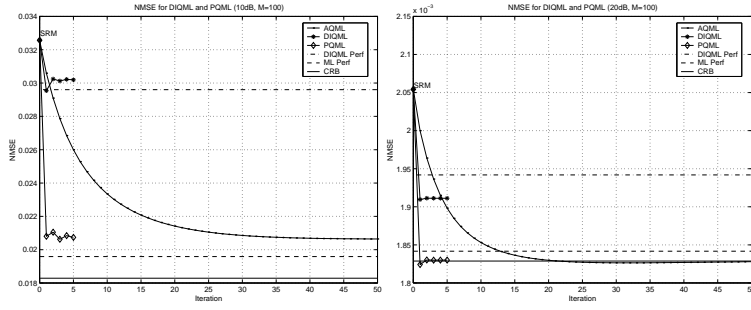 NMSE for DIQML and PQML (10dB, M=100)
0.034
0.032
0.03
0.028
0.026
0.024
0.022
0.02
0.018
NMSE
SRM
AQML
DIQML
PQML
DIQML Perf
ML Perf
CRB
0 5 10 15 20 25 30 35 40 45 50
Iteration
NMSE for DIQML and PQML (20dB, M=100)
x 10⁻³
2.15
2.1
2.05
2
1.95
1.9
1.85
1.8
NMSE
SRM
AQML
DIQML
PQML
DIQML Perf
ML Perf
CRB
0 5 10 15 20 25 30 35 40 45 50
Iteration